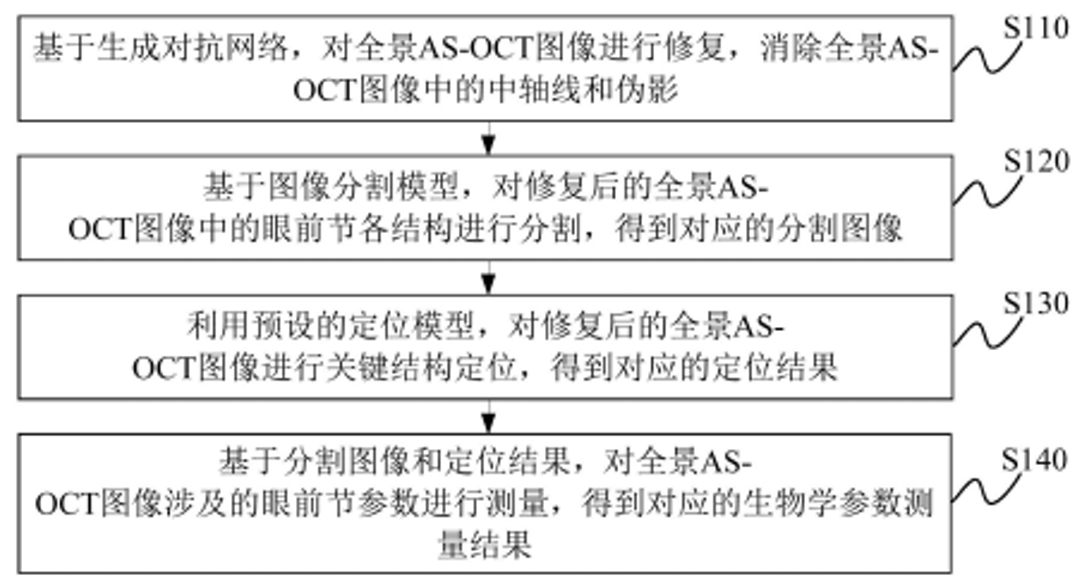 基于生成对抗网络，对全景AS-OCT图像进行修复，消除全景AS-
OCT图像中的中轴线和伪影
S110
基于图像分割模型，对修复后的全景AS-
OCT图像中的眼前节各结构进行分割，得到对应的分割图像
S120
利用预设的定位模型，对修复后的全景AS-
OCT图像进行关键结构定位，得到对应的定位结果
S130
基于分割图像和定位结果，对全景AS-
OCT图像涉及的眼前节参数进行测量，得到对应的生物学参数测
量结果
S140